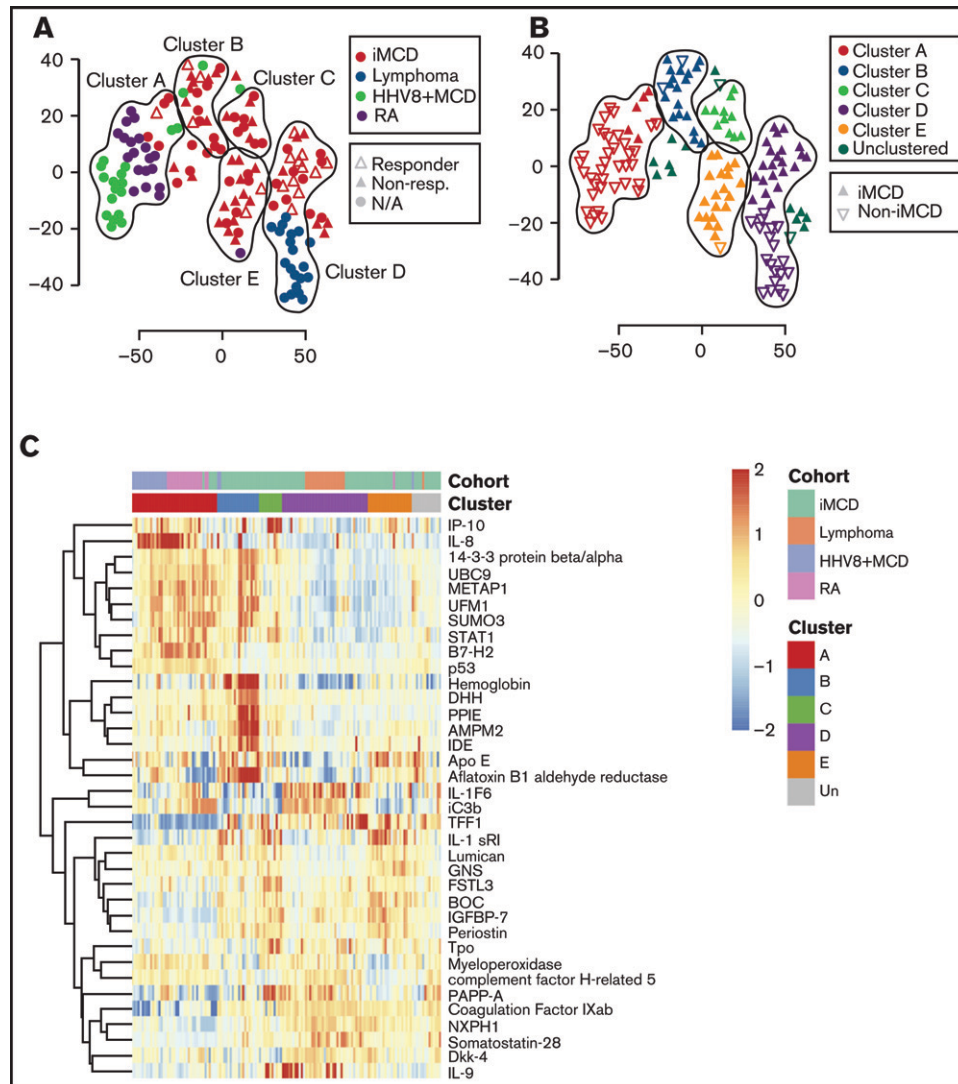 A
Cluster B
Cluster A
Cluster C
Cluster E
Cluster D
40
20
0
−20
−40
−50
0
50
iMCD
Lymphoma
HHV8+MCD
RA
Responder
Non-resp.
N/A
B
40
20
0
−20
−40
−50
0
50
Cluster A
Cluster B
Cluster C
Cluster D
Cluster E
Unclustered
iMCD
Non-iMCD
C
Cohort
Cluster
IP-10
IL-8
14-3-3 protein beta/alpha
UBC9
METAP1
UFM1
SUMO3
STAT1
B7-H2
p53
Hemoglobin
DHH
PPIE
AMPM2
IDE
Apo E
Aflatoxin B1 aldehyde reductase
IL-1F6
iC3b
TFF1
IL-1 sRI
Lumican
GNS
FSTL3
BOC
IGFBP-7
Periostin
Tpo
Myeloperoxidase
complement factor H-related 5
PAPP-A
Coagulation Factor IXab
NXPH1
Somatostatin-28
Dkk-4
IL-9
2
1
0
−1
−2
Cohort
iMCD
Lymphoma
HHV8+MCD
RA
Cluster
A
B
C
D
E
Un